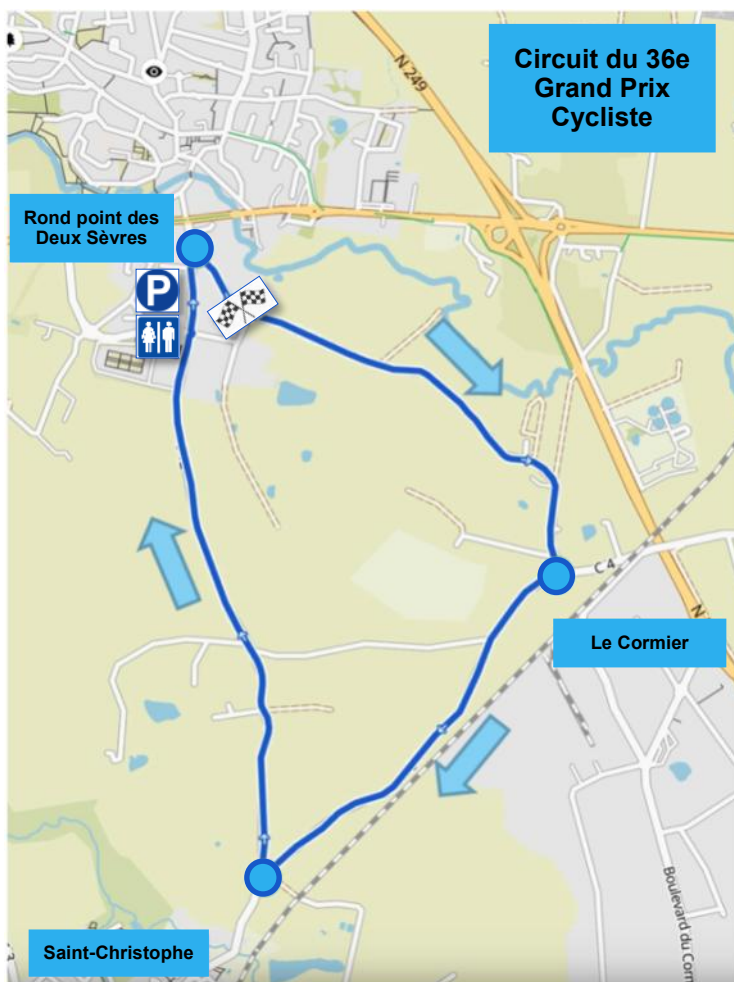 Circuit du 36e
Grand Prix
Cycliste
N 249
Rond point des
Deux Sèvres
P
C 4
N
Le Cormier
Boulevard du Corm
Saint-Christophe